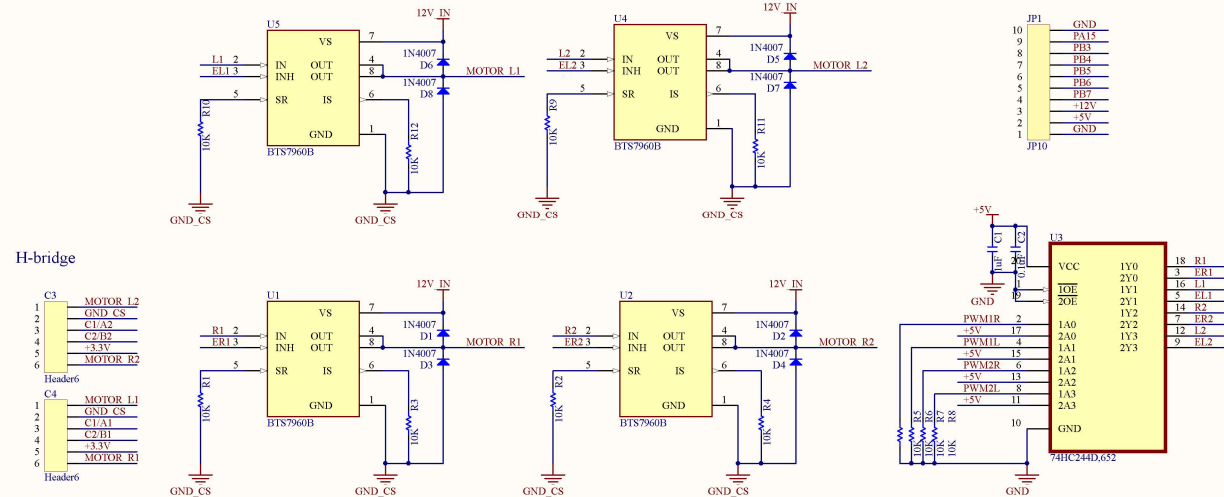 12V_IN
U5
VS 7
L1 2 IN OUT 4
EL1 3 INH OUT 8
1N4007
D6
1N4007
D8
MOTOR_L1
5 SR IS 6
R10
10K
R12
10K
GND 1
BTS7960B
GND_CS
GND_CS
12V_IN
U4
VS 7
L2 2 IN OUT 4
EL2 3 INH OUT 8
1N4007
D5
1N4007
D7
MOTOR_L2
5 SR IS 6
R9
10K
R11
10K
GND 1
BTS7960B
GND_CS
GND_CS
JP1
10 GND
9 PA15
8 PB3
7 PB4
6 PB5
5 PB6
4 PB7
3 +12V
2 +5V
1 GND
JP10
H-bridge
C3
1 MOTOR_L2
2 GND_CS
3 C1/A2
4 C2/B2
5 +3.3V
6 MOTOR_R2
Header6
C4
1 MOTOR_L1
2 GND_CS
3 C1/A1
4 C2/B1
5 +3.3V
6 MOTOR_R1
Header6
12V_IN
U1
VS 7
R1 2 IN OUT 4
ER1 3 INH OUT 8
1N4007
D1
1N4007
D3
MOTOR_R1
5 SR IS 6
R1
10K
R3
10K
GND 1
BTS7960B
GND_CS
GND_CS
12V_IN
U2
VS 7
R2 2 IN OUT 4
ER2 3 INH OUT 8
1N4007
D2
1N4007
D4
MOTOR_R2
5 SR IS 6
R2
10K
R4
10K
GND 1
BTS7960B
GND_CS
GND_CS
+5V
C1
1uF
C2
0.1uF
GND
U3
20 VCC 1Y0 18 R1
2Y0 3 ER1
1 1OE 1Y1 16 L1
19 2OE 2Y1 5 EL1
1Y2 14 R2
PWM1R 2 1A0 2Y2 7 ER2
+5V 17 2A0 1Y3 12 L2
PWM1L 4 1A1 2Y3 9 EL2
+5V 15 2A1
PWM2R 6 1A2
+5V 13 2A2
PWM2L 8 1A3
+5V 11 2A3
10 GND
R5
10K
R6
10K
R7
10K
R8
10K
74HC244D,652
GND